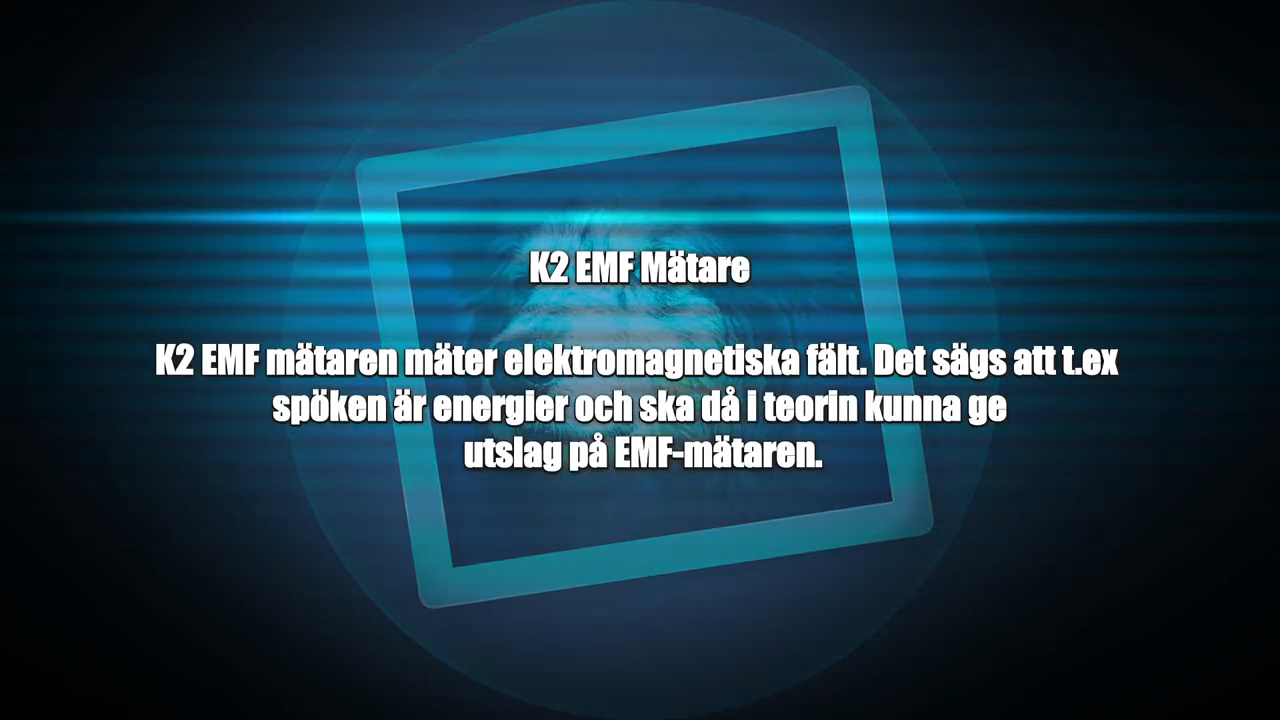 K2 EMF Mätare
K2 EMF mätaren mäter elektromagnetiska fält. Det sägs att t.ex
spöken är energier och ska då i teorin kunna ge
utslag på EMF-mätaren.